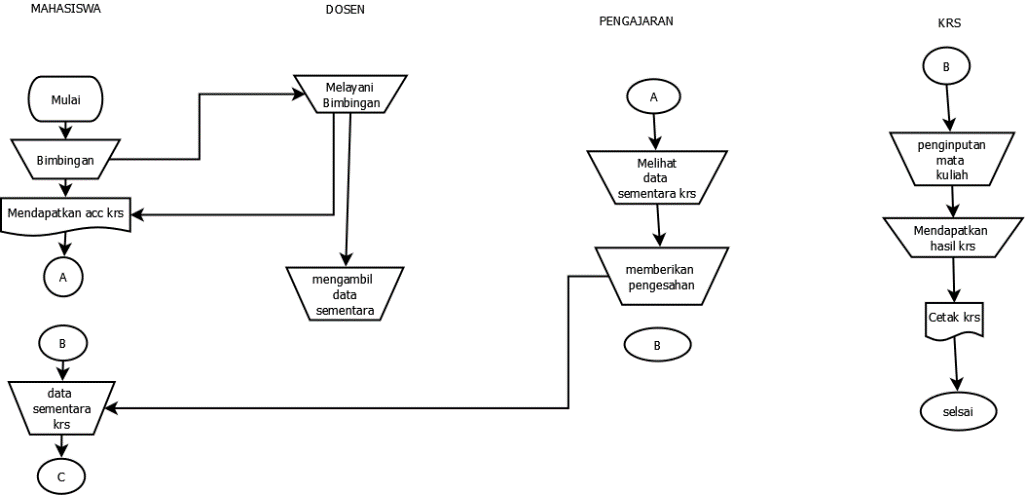 MAHASISWA
Mulai
Bimbingan
Mendapatkan acc krs
A
B
data
sementara
krs
C
DOSEN
Melayani
Bimbingan
mengambil
data
sementara
PENGAJARAN
A
Melihat
data
sementara krs
memberikan
pengesahan
B
KRS
B
penginputan
mata
kuliah
Mendapatkan
hasil krs
Cetak krs
selsai